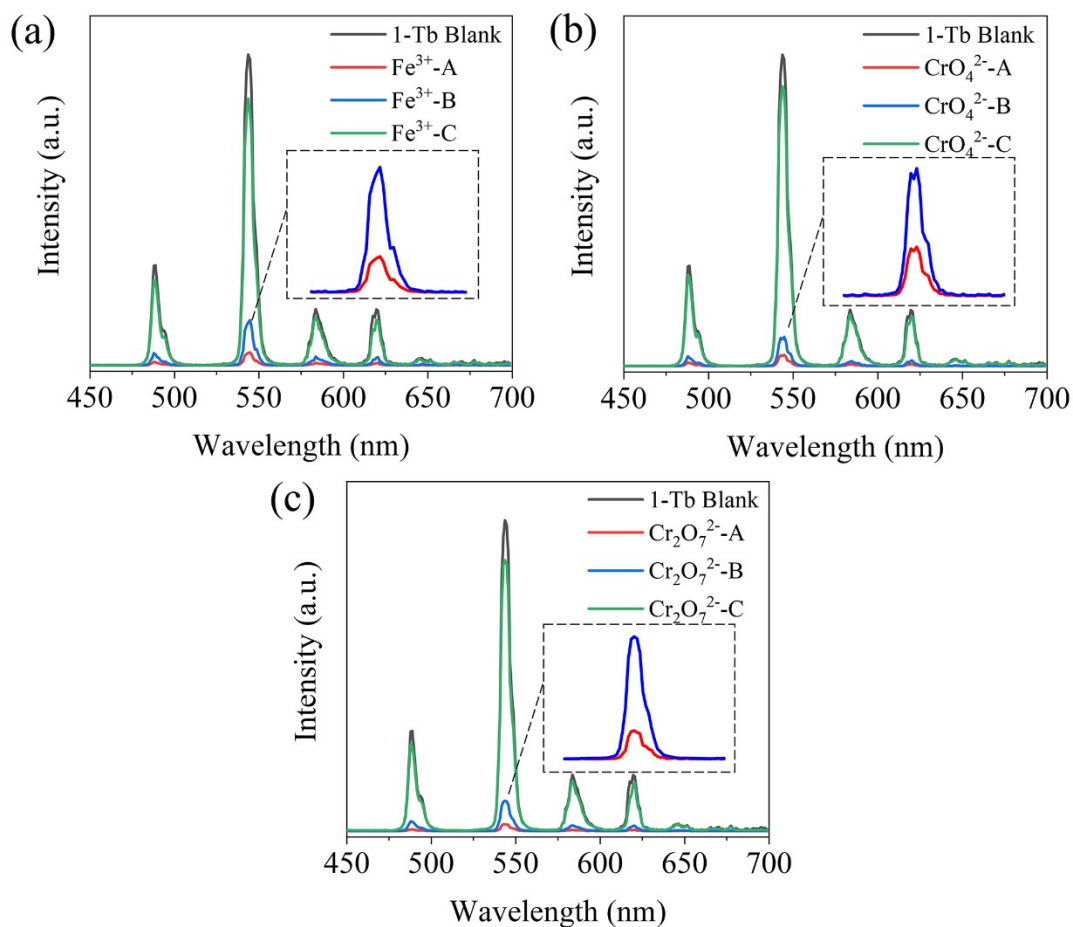 (a)
1-Tb Blank
Fe³⁺-A
Fe³⁺-B
Fe³⁺-C
Intensity (a.u.)
450 500 550 600 650 700
Wavelength (nm)
(b)
1-Tb Blank
CrO₄²⁻-A
CrO₄²⁻-B
CrO₄²⁻-C
Intensity (a.u.)
450 500 550 600 650 700
Wavelength (nm)
(c)
1-Tb Blank
Cr₂O₇²⁻-A
Cr₂O₇²⁻-B
Cr₂O₇²⁻-C
Intensity (a.u.)
450 500 550 600 650 700
Wavelength (nm)